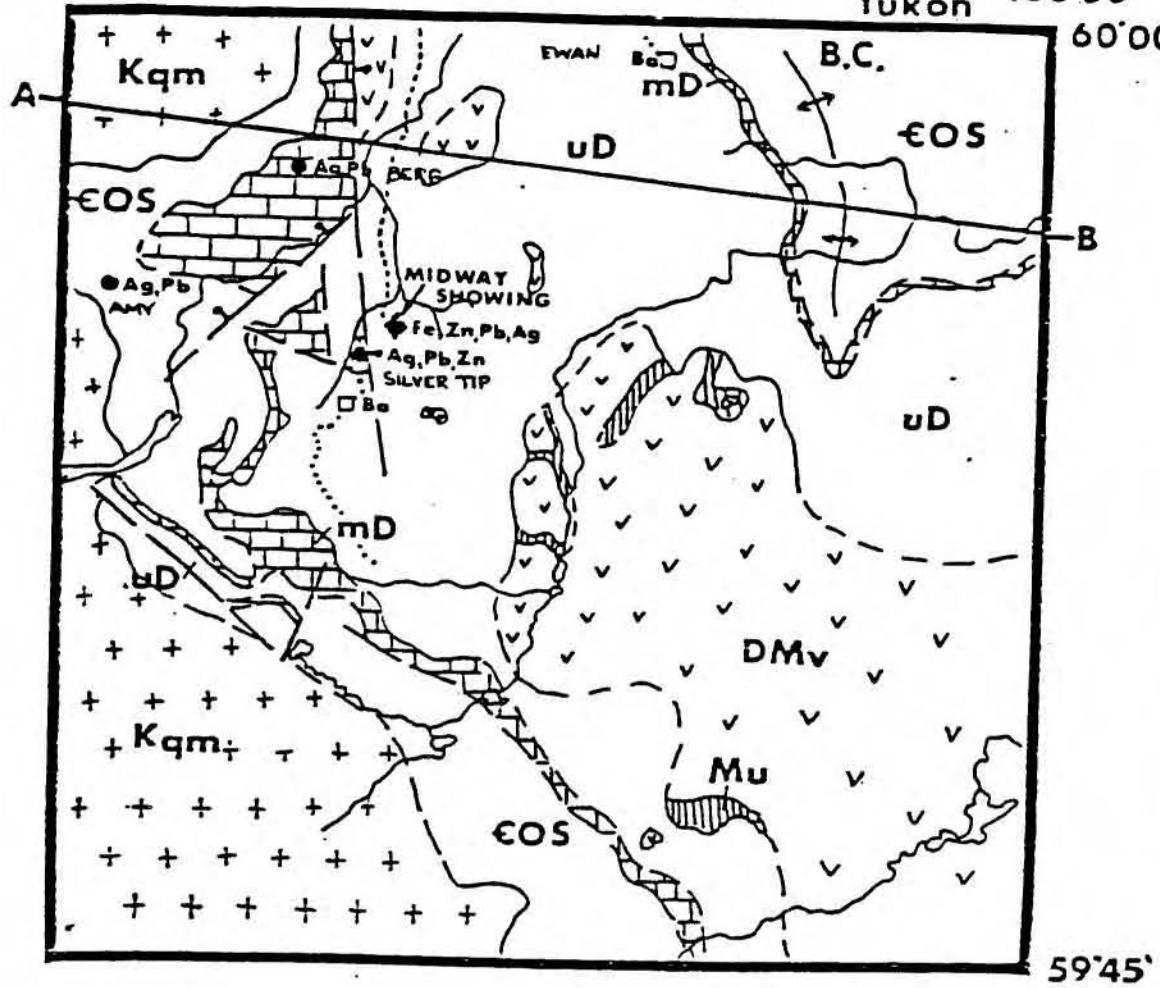 Yukon
60°00
Kqm
EWAN
Ba
B.C.
mD
A
ЄOS
uD
Ag,Pb
BERG
ЄOS
B
MIDWAY
SHOWING
Ag,Pb
AMY
Fe,Zn,Pb,Ag
Ag,Pb,Zn
SILVER TIP
Ba
uD
mD
uD
DMv
Kqm
Mu
ЄOS
59°45'